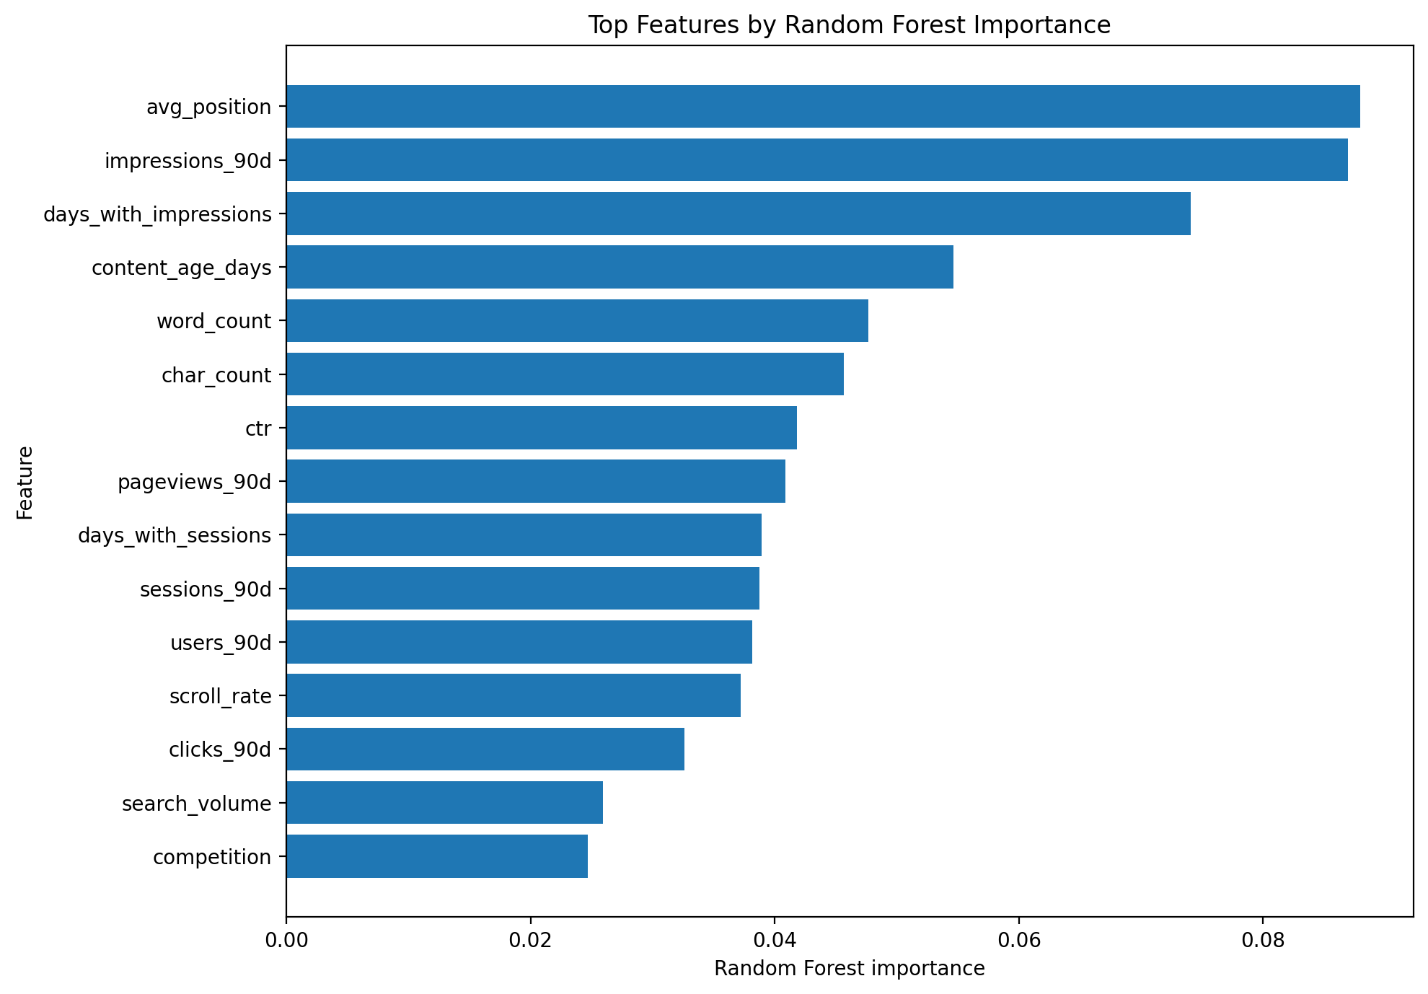 Top Features by Random Forest Importance
avg_position
impressions_90d
days_with_impressions
content_age_days
word_count
char_count
ctr
pageviews_90d
days_with_sessions
sessions_90d
users_90d
scroll_rate
clicks_90d
search_volume
competition
Feature
0.00 0.02 0.04 0.06 0.08
Random Forest importance